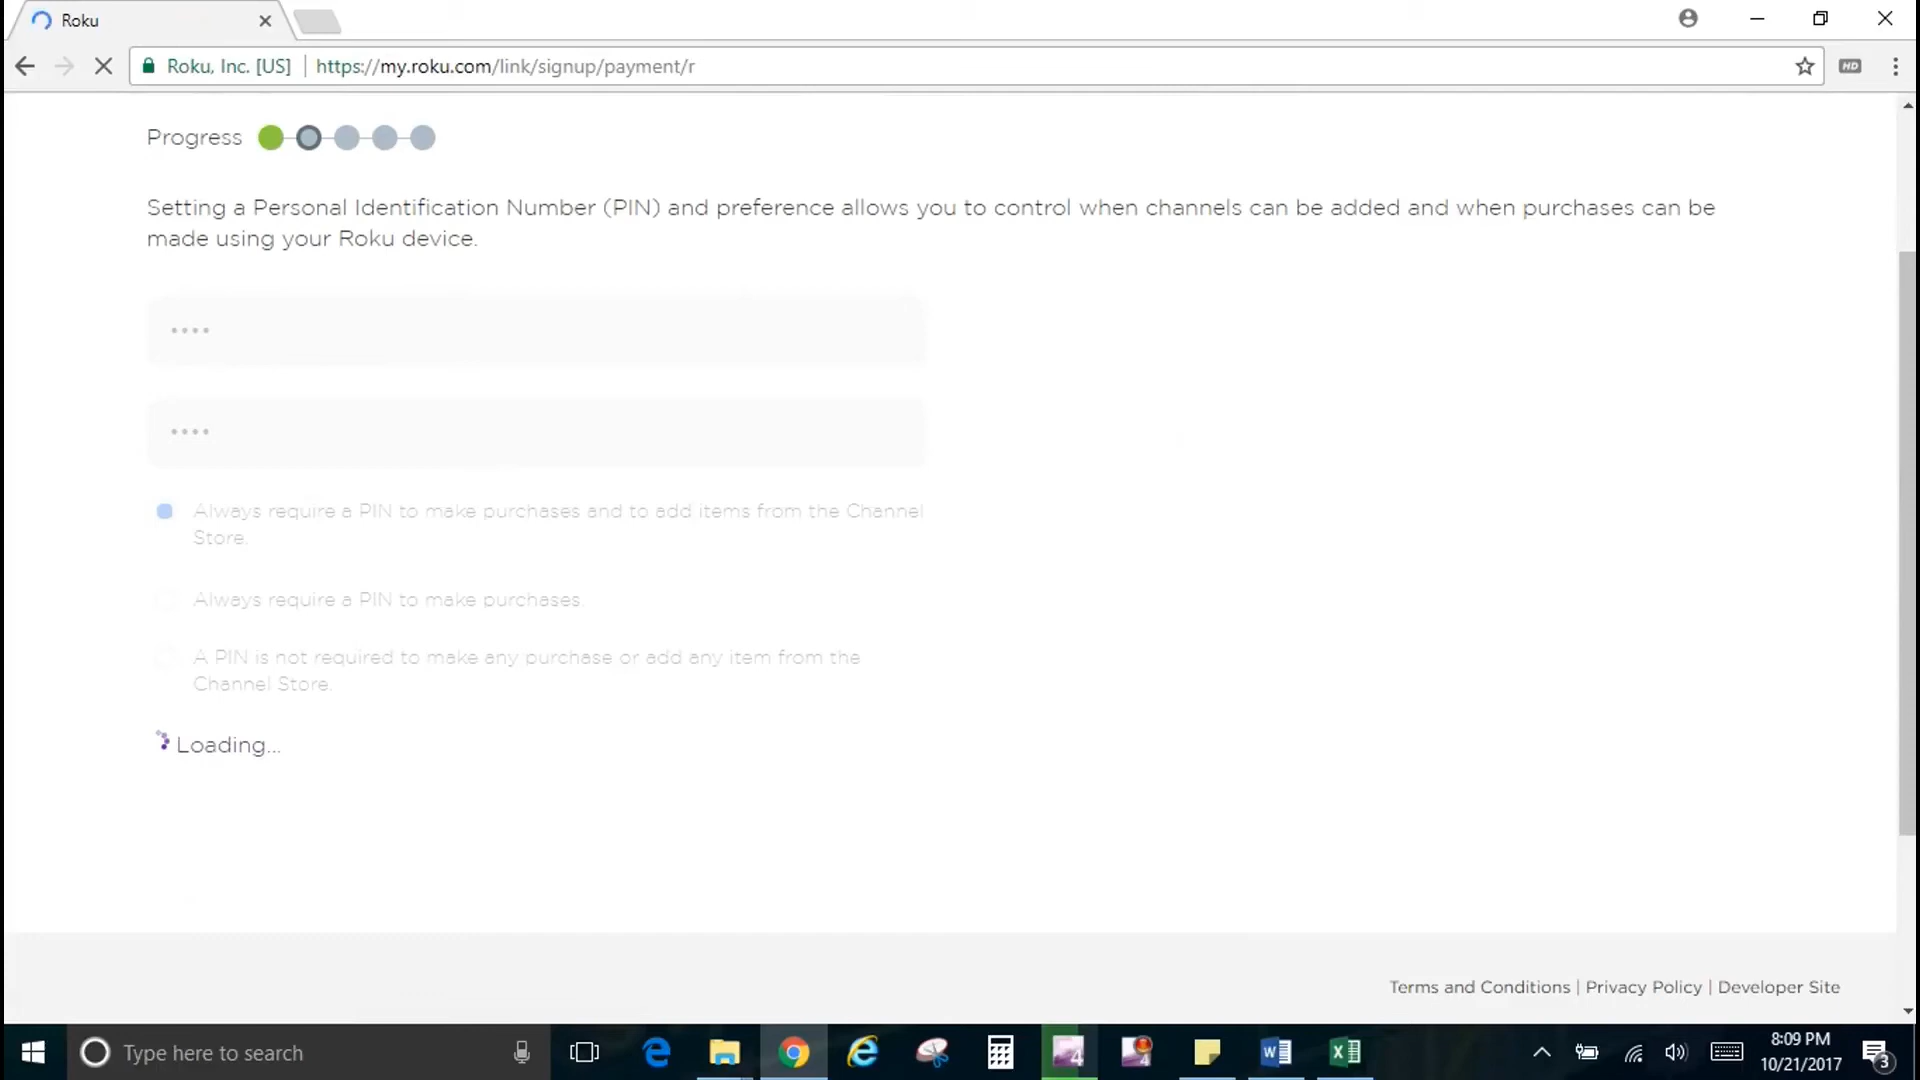 Roku
Roku, Inc. [US]
https://my.roku.com/link/signup/payment/r
HD
Progress
Setting a Personal Identification Number (PIN) and preference allows you to control when channels can be added and when purchases can be
made using your Roku device.
••••
••••
Always require a PIN to make purchases and to add items from the Channel
Store.
Always require a PIN to make purchases.
A PIN is not required to make any purchase or add any item from the
Channel Store.
Loading...
Terms and Conditions | Privacy Policy | Developer Site
Type here to search
4
4
8:09 PM
10/21/2017
3